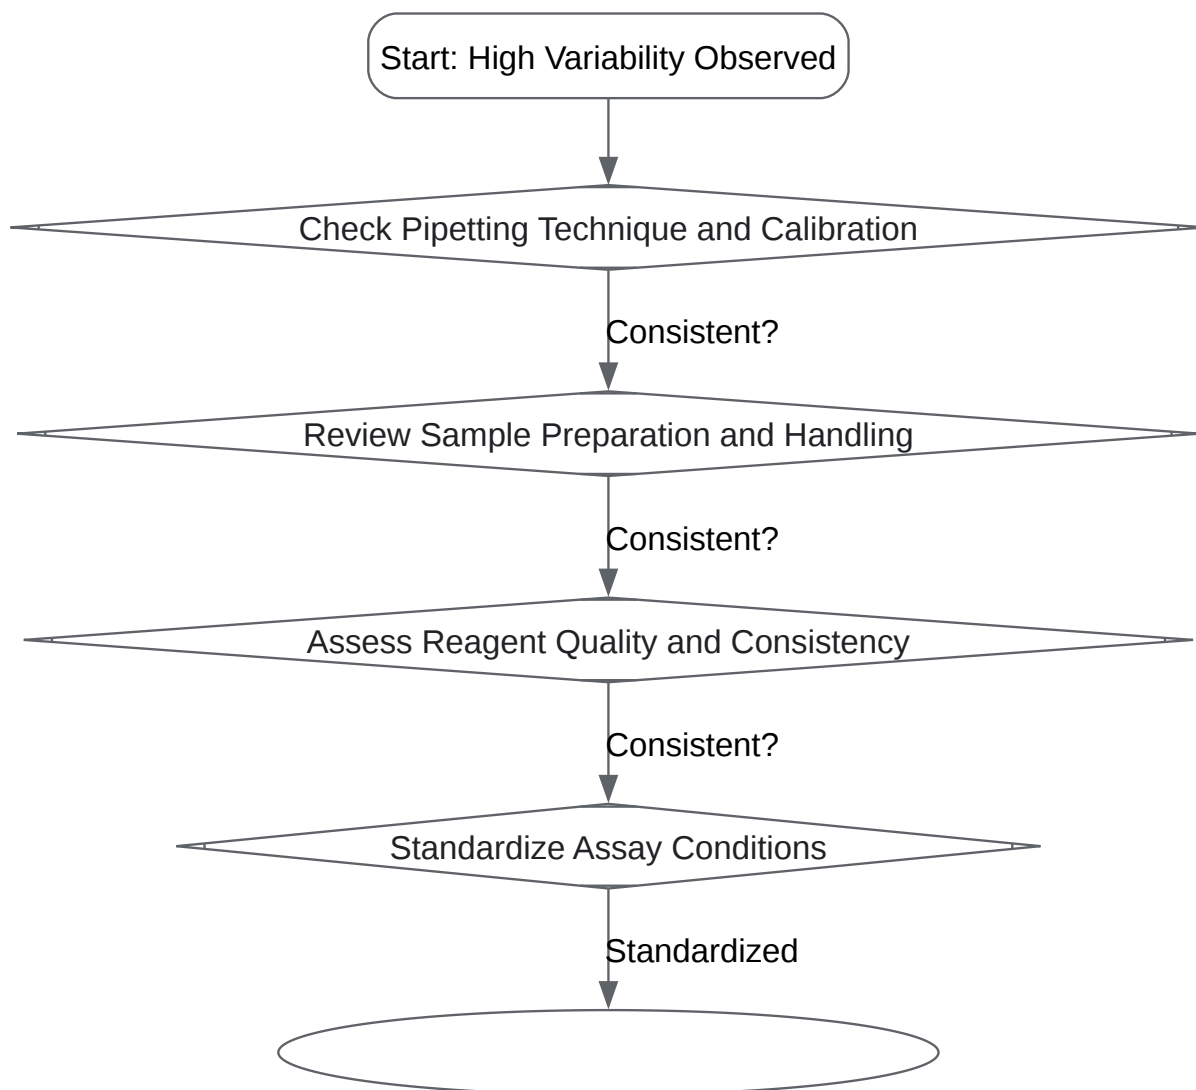 Start: High Variability Observed
Check Pipetting Technique and Calibration
Consistent?
Review Sample Preparation and Handling
Consistent?
Assess Reagent Quality and Consistency
Consistent?
Standardize Assay Conditions
Standardized